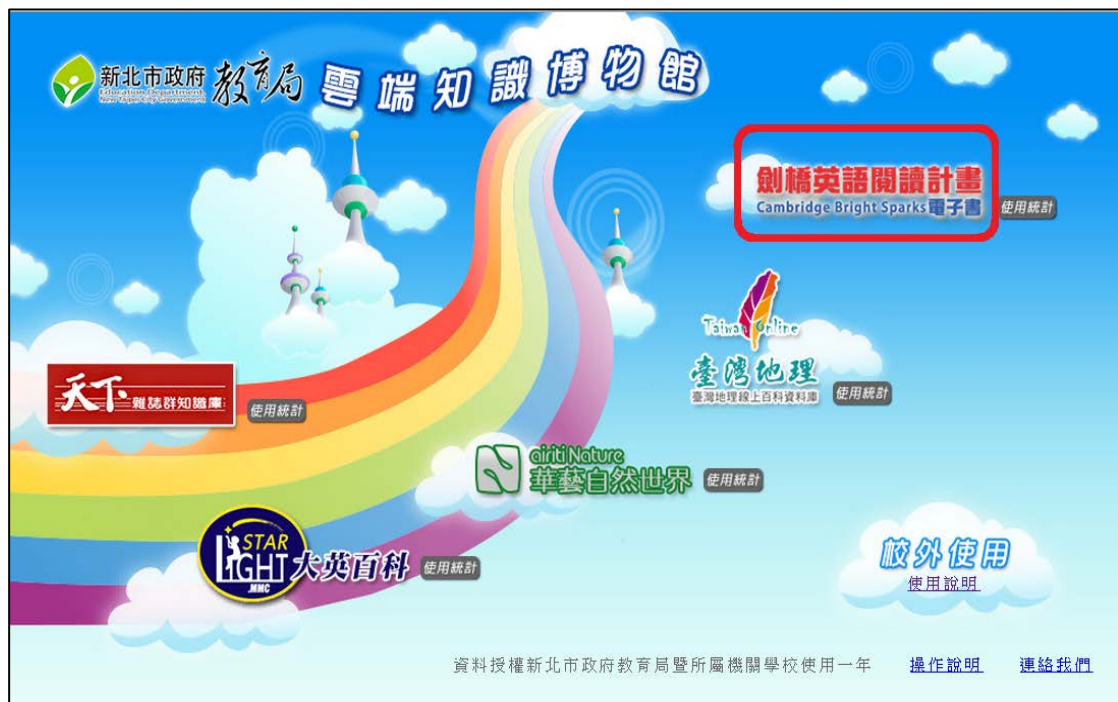 新北市政府
Education Department,
New Taipei City Government
教育局
雲端知識博物館
劍橋英語閱讀計畫
Cambridge Bright Sparks電子書
使用統計
Taiwan Online
臺灣地理
臺灣地理線上百科資料庫
使用統計
天下雜誌群知識庫
使用統計
airiti Nature
華藝自然世界
使用統計
STAR
LIGHT
.MMC
大英百科
使用統計
校外使用
使用說明
資料授權新北市政府教育局暨所屬機關學校使用一年
操作說明
連絡我們